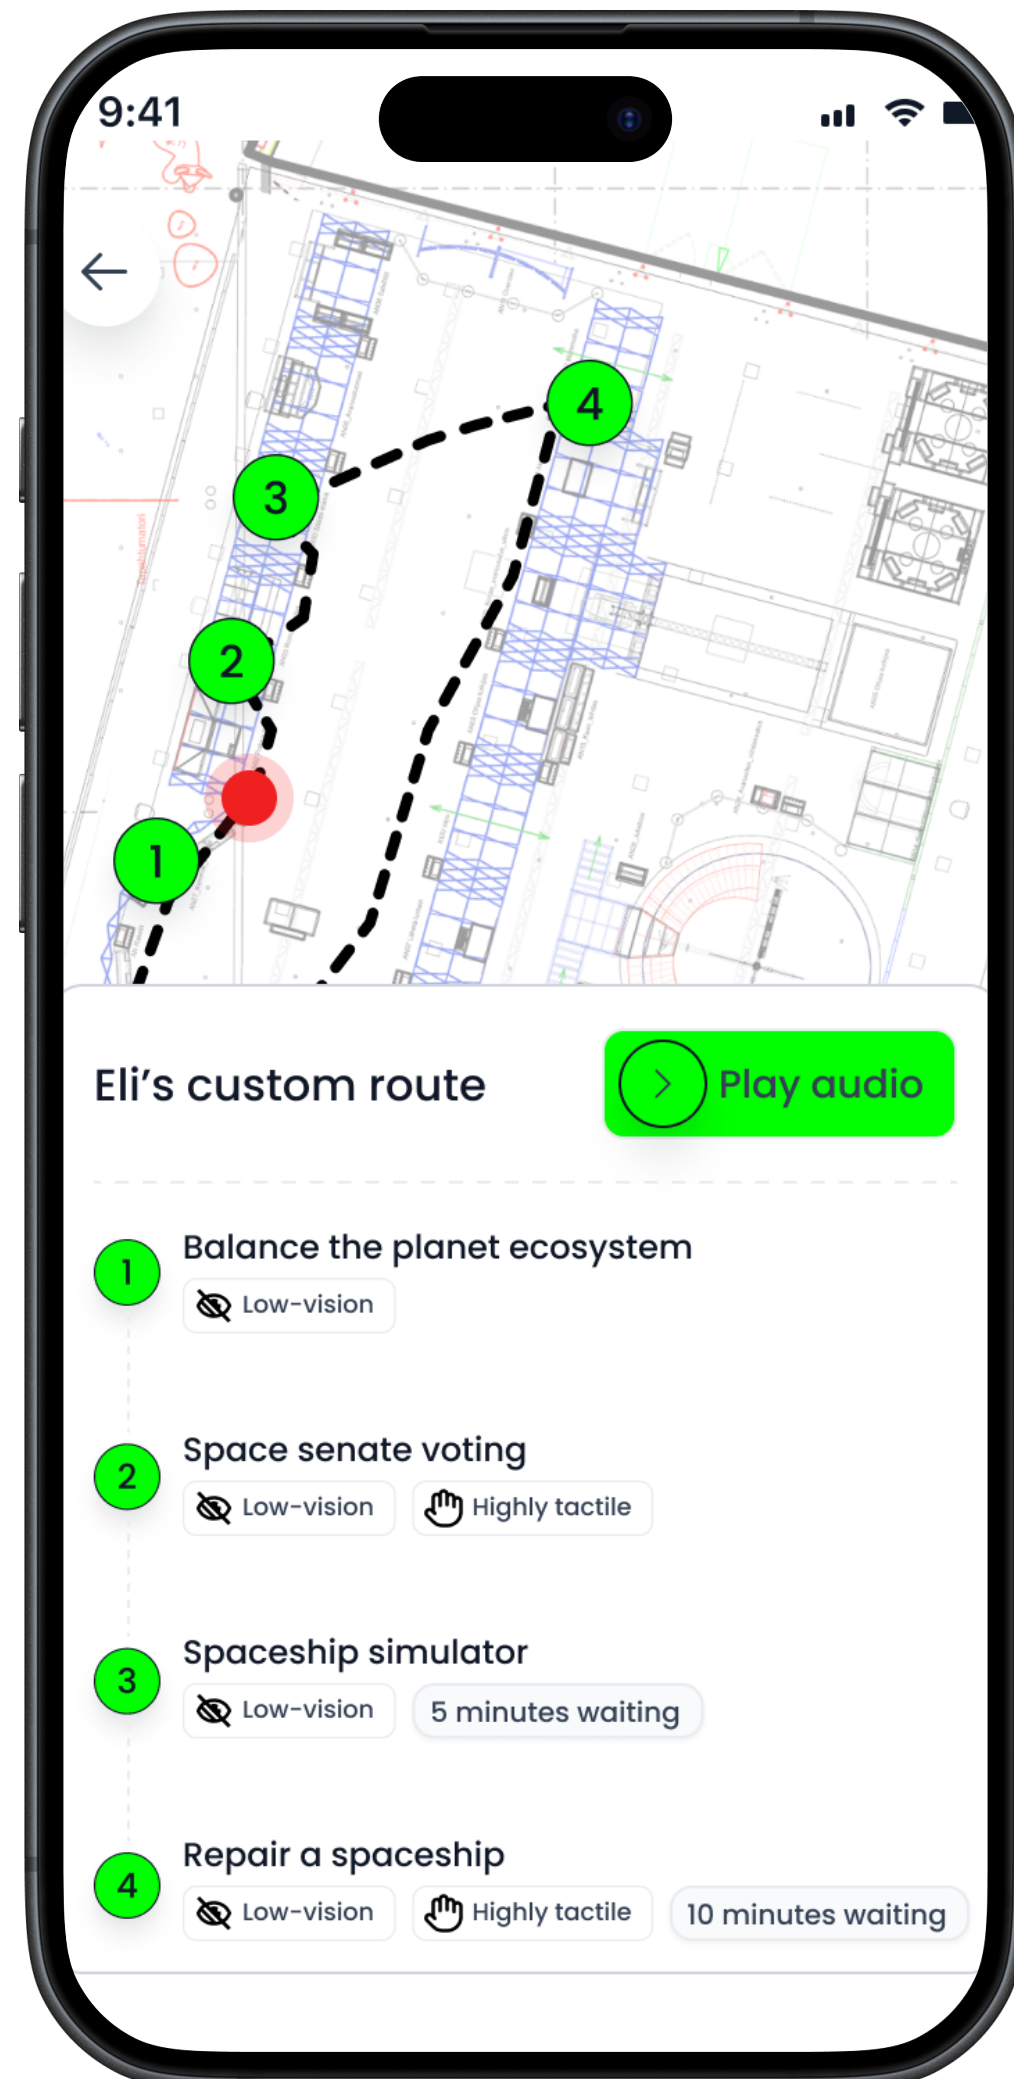 9:41
4
3
2
1
Eli's custom route
Play audio
1
Balance the planet ecosystem
Low-vision
2
Space senate voting
Low-vision
Highly tactile
3
Spaceship simulator
Low-vision
5 minutes waiting
4
Repair a spaceship
Low-vision
Highly tactile
10 minutes waiting